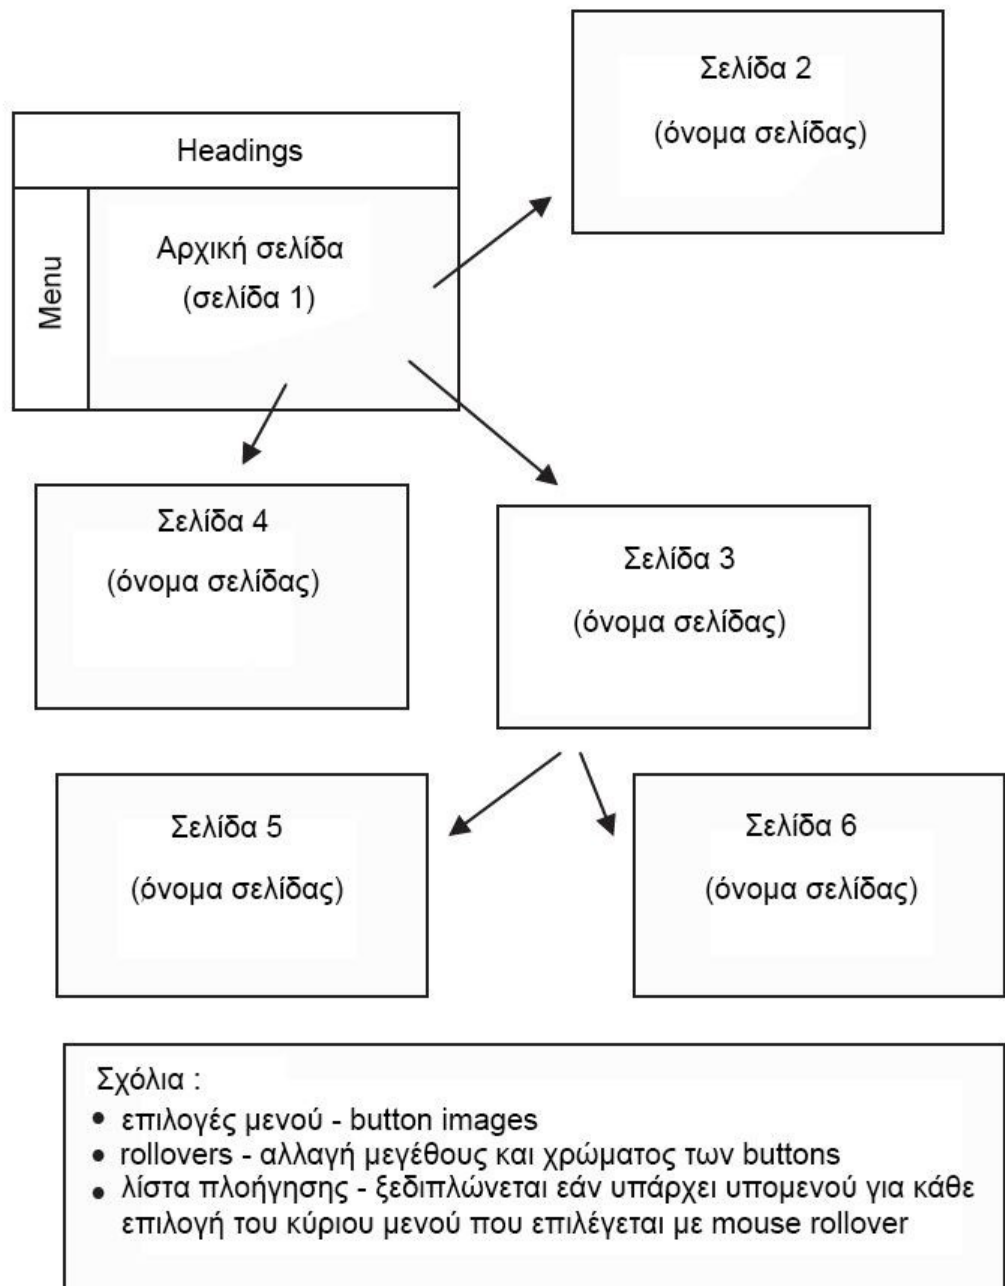 Σελίδα 2
(όνομα σελίδας)
Headings
Menu
Αρχική σελίδα
(σελίδα 1)
Σελίδα 4
(όνομα σελίδας)
Σελίδα 3
(όνομα σελίδας)
Σελίδα 5
(όνομα σελίδας)
Σελίδα 6
(όνομα σελίδας)
Σχόλια :
• επιλογές μενού - button images
• rollovers - αλλαγή μεγέθους και χρώματος των buttons
• λίστα πλοήγησης - ξεδιπλώνεται εάν υπάρχει υπομενού για κάθε
επιλογή του κύριου μενού που επιλέγεται με mouse rollover